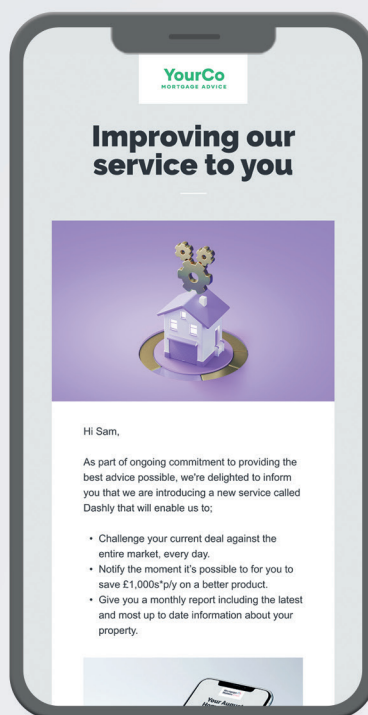 YourCo
MORTGAGE ADVICE
Improving our
service to you
Hi Sam,
As part of ongoing commitment to providing the
best advice possible, we're delighted to inform
you that we are introducing a new service called
Dashly that will enable us to;
• Challenge your current deal against the
entire market, every day.
• Notify the moment it's possible to for you to
save £1,000s*p/y on a better product.
• Give you a monthly report including the latest
and most up to date information about your
property.